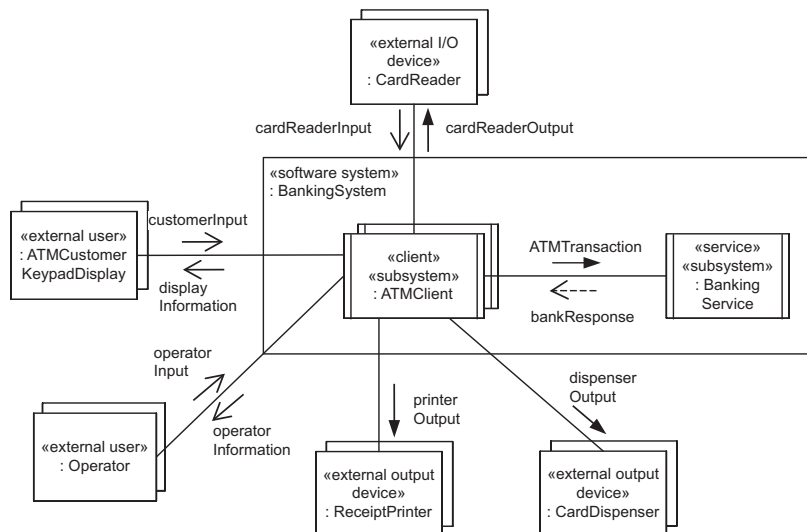 «external I/O
device»
: CardReader
cardReaderInput
cardReaderOutput
«software system»
: BankingSystem
customerInput
«external user»
: ATMCustomer
KeypadDisplay
display
Information
«client»
«subsystem»
: ATMClient
ATMTransaction
bankResponse
«service»
«subsystem»
: Banking
Service
operator
Input
operator
Information
«external user»
: Operator
printer
Output
dispenser
Output
«external output
device»
: ReceiptPrinter
«external output
device»
: CardDispenser